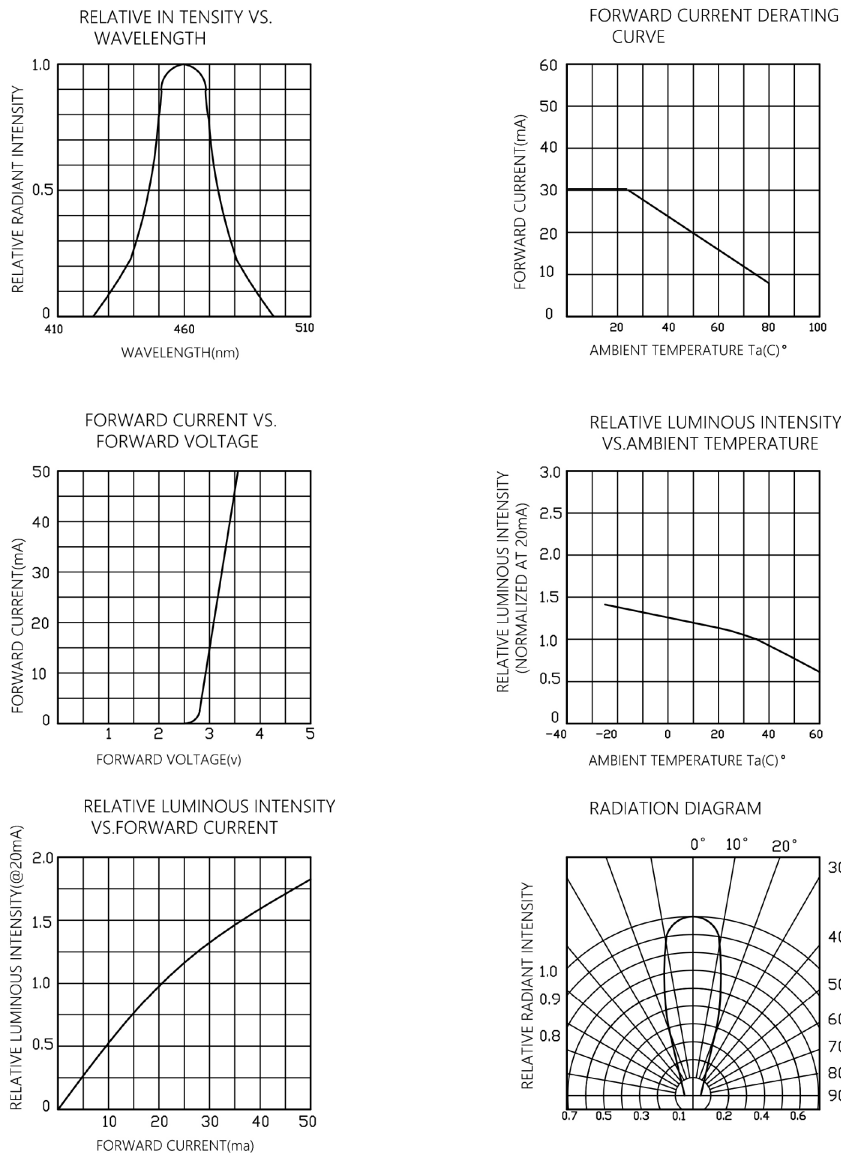 RELATIVE IN TENSITY VS.
WAVELENGTH
RELATIVE RADIANT INTENSITY
1.0
0.5
0
410
460
510
WAVELENGTH(nm)
FORWARD CURRENT DERATING
CURVE
FORWARD CURRENT(mA)
60
50
40
30
20
10
0
20
40
60
80
100
AMBIENT TEMPERATURE Ta(C)°
FORWARD CURRENT VS.
FORWARD VOLTAGE
FORWARD CURRENT(mA)
50
40
30
20
10
0
1
2
3
4
5
FORWARD VOLTAGE(v)
RELATIVE LUMINOUS INTENSITY
VS.AMBIENT TEMPERATURE
RELATIVE LUMINOUS INTENSITY
(NORMALIZED AT 20mA)
3.0
2.5
2.0
1.5
1.0
0.5
0
-40
-20
0
20
40
60
AMBIENT TEMPERATURE Ta(C)°
RELATIVE LUMINOUS INTENSITY
VS.FORWARD CURRENT
RELATIVE LUMINOUS INTENSITY(@20mA)
2.0
1.5
1.0
0.5
0
10
20
30
40
50
FORWARD CURRENT(ma)
RADIATION DIAGRAM
0° 10° 20°
RELATIVE RADIANT INTENSITY
30
40
50
60
70
80
90
1.0
0.9
0.8
0.7 0.5 0.3 0.1 0.2 0.4 0.6